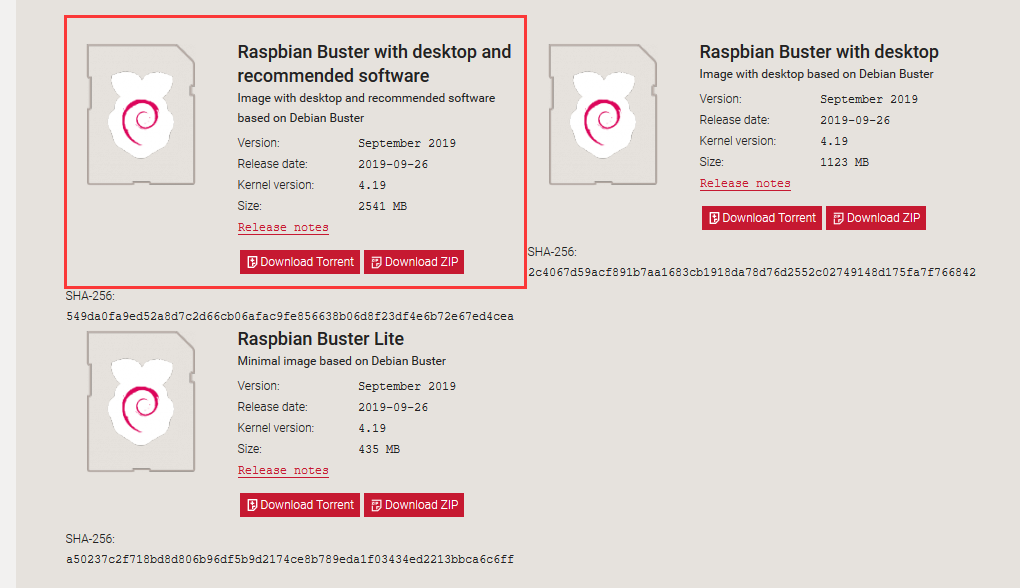 Raspbian Buster with desktop and
recommended software
Image with desktop and recommended software
based on Debian Buster
Version: September 2019
Release date: 2019-09-26
Kernel version: 4.19
Size: 2541 MB
Release notes
Download Torrent Download ZIP
SHA-256:
549da0fa9ed52a8d7c2d66cb06afac9fe856638b06d8f23df4e6b72e67ed4cea
Raspbian Buster with desktop
Image with desktop based on Debian Buster
Version: September 2019
Release date: 2019-09-26
Kernel version: 4.19
Size: 1123 MB
Release notes
Download Torrent Download ZIP
SHA-256:
2c4067d59acf891b7aa1683cb1918da78d76d2552c02749148d175fa7f766842
Raspbian Buster Lite
Minimal image based on Debian Buster
Version: September 2019
Release date: 2019-09-26
Kernel version: 4.19
Size: 435 MB
Release notes
Download Torrent Download ZIP
SHA-256:
a50237c2f718bd8d806b96df5b9d2174ce8b789eda1f03434ed2213bbca6c6ff